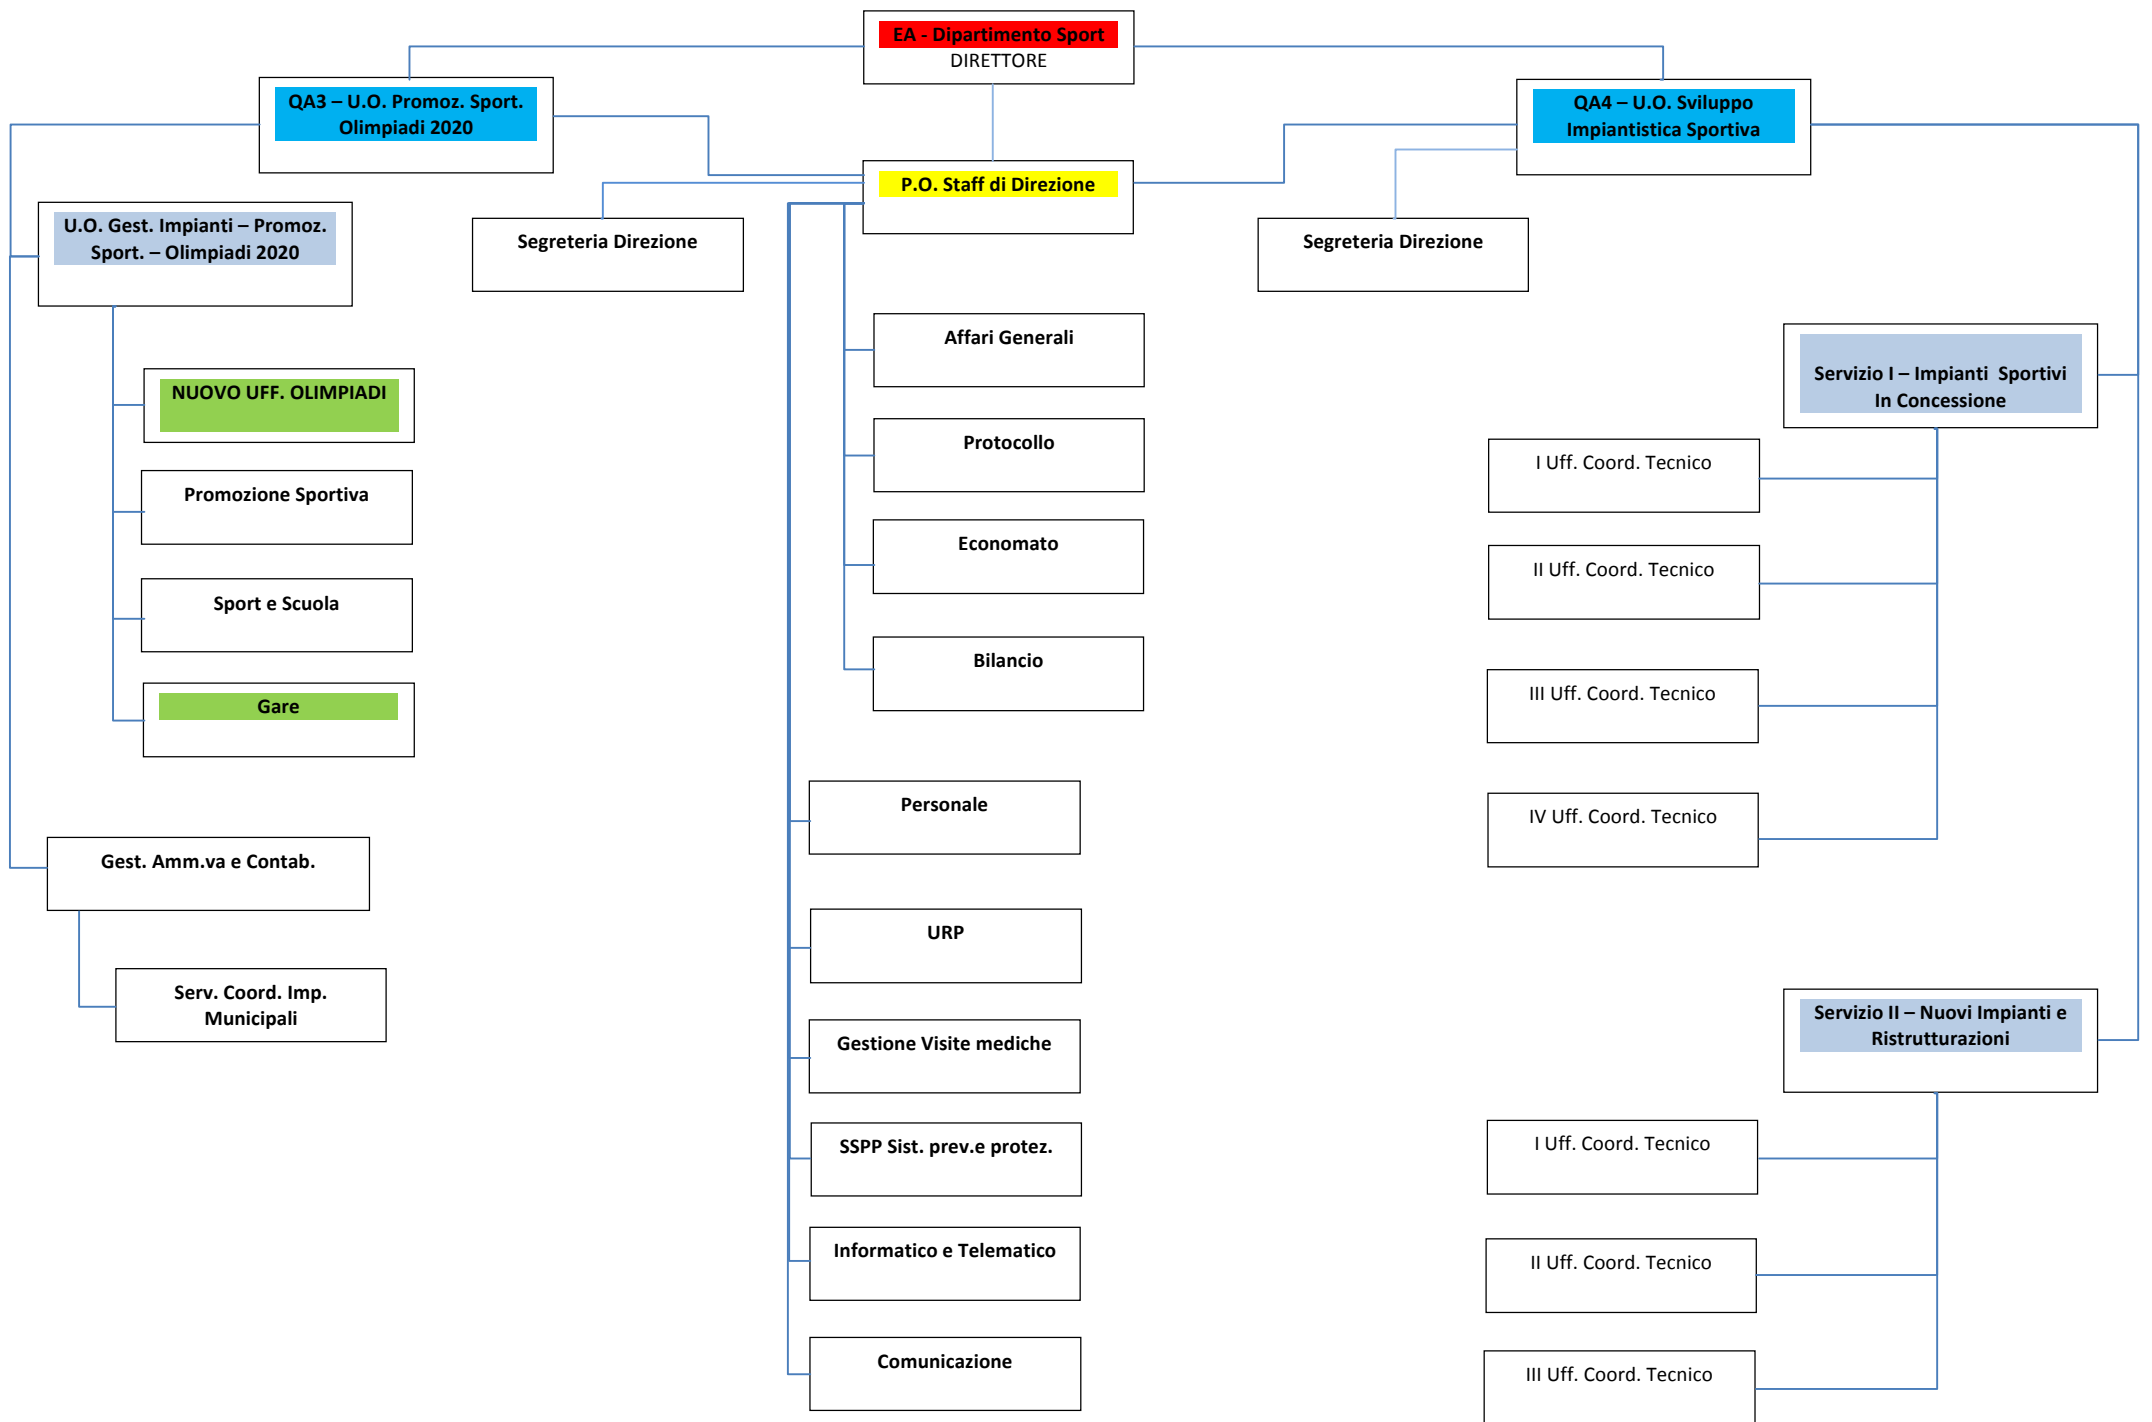 EA - Dipartimento Sport
DIRETTORE
QA3 – U.O. Promoz. Sport.
Olimpiadi 2020
QA4 – U.O. Sviluppo
Impiantistica Sportiva
P.O. Staff di Direzione
U.O. Gest. Impianti – Promoz.
Sport. – Olimpiadi 2020
Segreteria Direzione
Segreteria Direzione
NUOVO UFF. OLIMPIADI
Promozione Sportiva
Sport e Scuola
Gare
Gest. Amm.va e Contab.
Serv. Coord. Imp.
Municipali
Affari Generali
Protocollo
Economato
Bilancio
Personale
URP
Gestione Visite mediche
SSPP Sist. prev.e protez.
Informatico e Telematico
Comunicazione
Servizio I – Impianti  Sportivi
In Concessione
I Uff. Coord. Tecnico
II Uff. Coord. Tecnico
III Uff. Coord. Tecnico
IV Uff. Coord. Tecnico
Servizio II – Nuovi Impianti e
Ristrutturazioni
I Uff. Coord. Tecnico
II Uff. Coord. Tecnico
III Uff. Coord. Tecnico